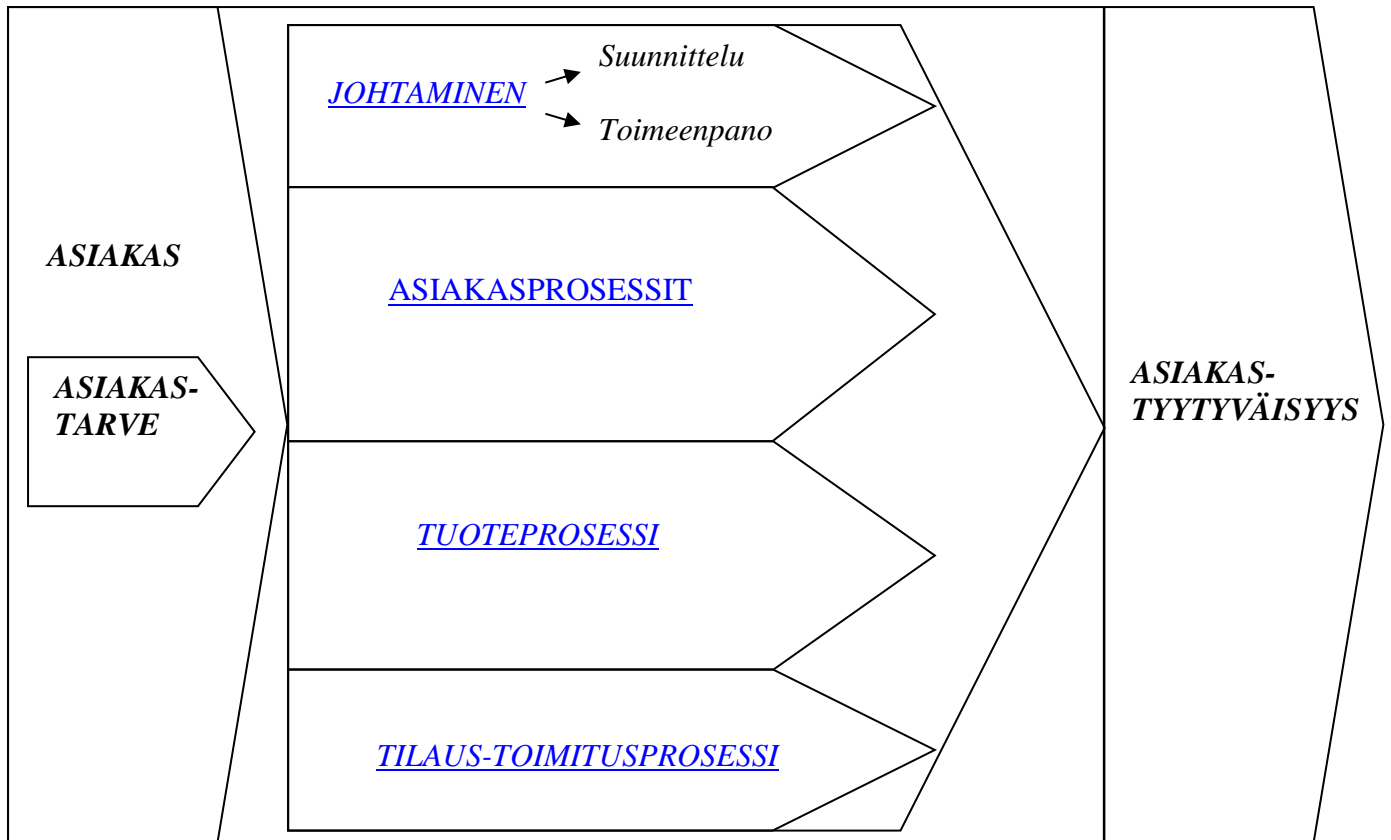 ASIAKAS
ASIAKAS-
TARVE
JOHTAMINEN
Suunnittelu
Toimeenpano
ASIAKASPROSESSIT
TUOTEPROSESSI
TILAUS-TOIMITUSPROSESSI
ASIAKAS-
TYYTYVÄISYYS